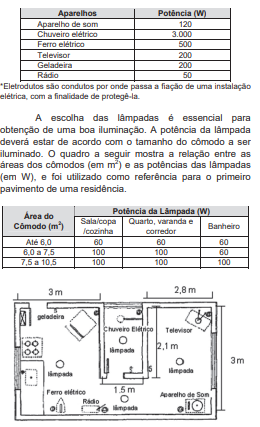 Aparelhos Potência (W)
Aparelho de som 120
Chuveiro elétrico 3.000
Ferro elétrico 500
Televisor 200
Geladeira 200
Rádio 50
*Eletrodutos são condutos por onde passa a fiação de uma instalação
elétrica, com a finalidade de protegê-la.
A escolha das lâmpadas é essencial para
obtenção de uma boa iluminação. A potência da lâmpada
deverá estar de acordo com o tamanho do cômodo a ser
iluminado. O quadro a seguir mostra a relação entre as
áreas dos cômodos (em m²) e as potências das lâmpadas
(em W), e foi utilizado como referência para o primeiro
pavimento de uma residência.
Área do Cômodo (m²) Potência da Lâmpada (W)
Sala/copa /cozinha Quarto, varanda e corredor Banheiro
Até 6,0 60 60 60
6,0 a 7,5 100 100 60
7,5 a 10,5 100 100 100
3 m 2,8 m
geladeira
Chuveiro Elétrico Televisor
lâmpada 2,1 m
lâmpada lâmpada 3 m
1,5 m
Ferro elétrico Rádio lâmpada Aparelho de Som